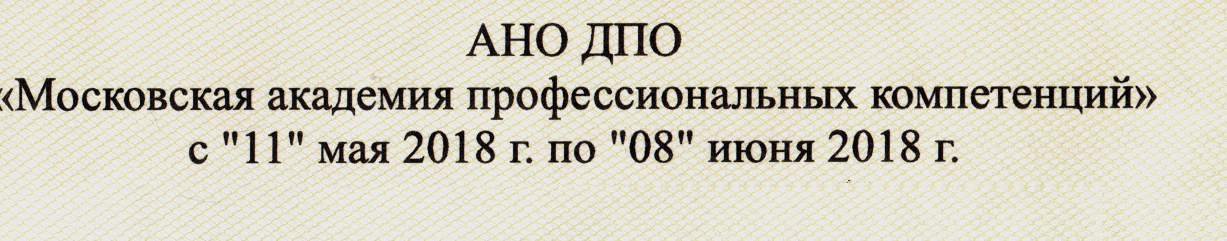 АНО ДПО
«Московская академия профессиональных компетенций»
с "11" мая 2018 г. по "08" июня 2018 г.